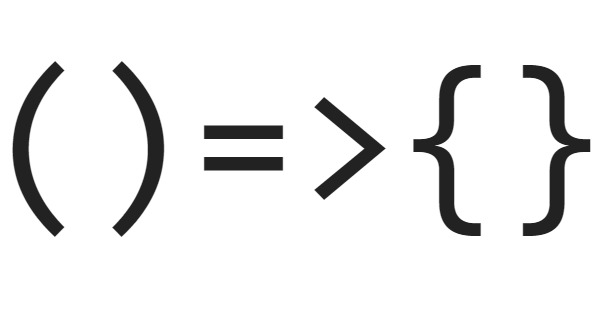 () => {}